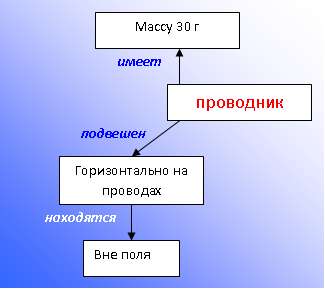 Массу 30 г
имеет
проводник
подвешен
Горизонтально на
проводах
находятся
Вне поля